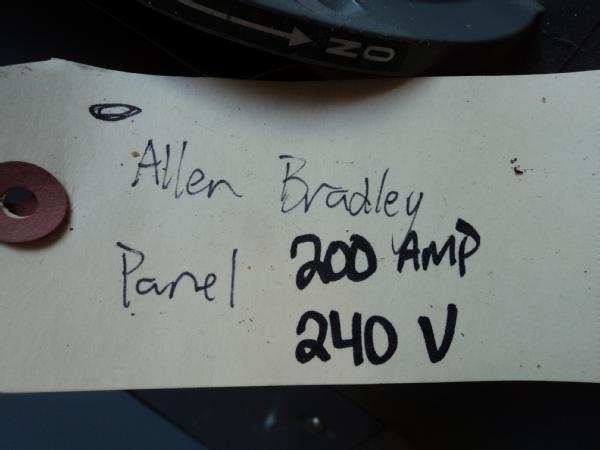 ON
Allen Bradley
Panel 200 AMP
240 V